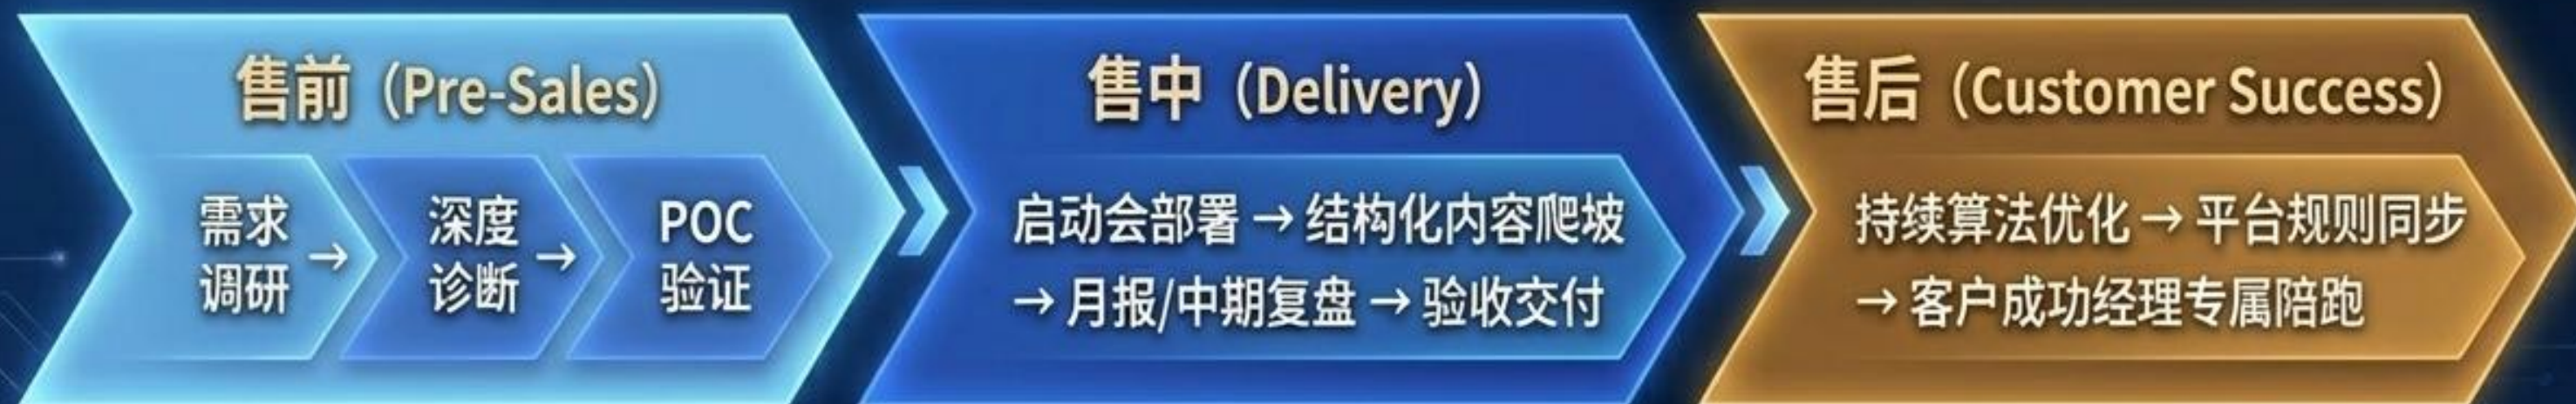 售前（Pre-Sales）
需求
调研 →
深度
诊断 →
POC
验证
售中（Delivery）
启动会部署 → 结构化内容爬坡
→ 月报/中期复盘 → 验收交付
售后（Customer Success）
持续算法优化 → 平台规则同步
→ 客户成功经理专属陪跑